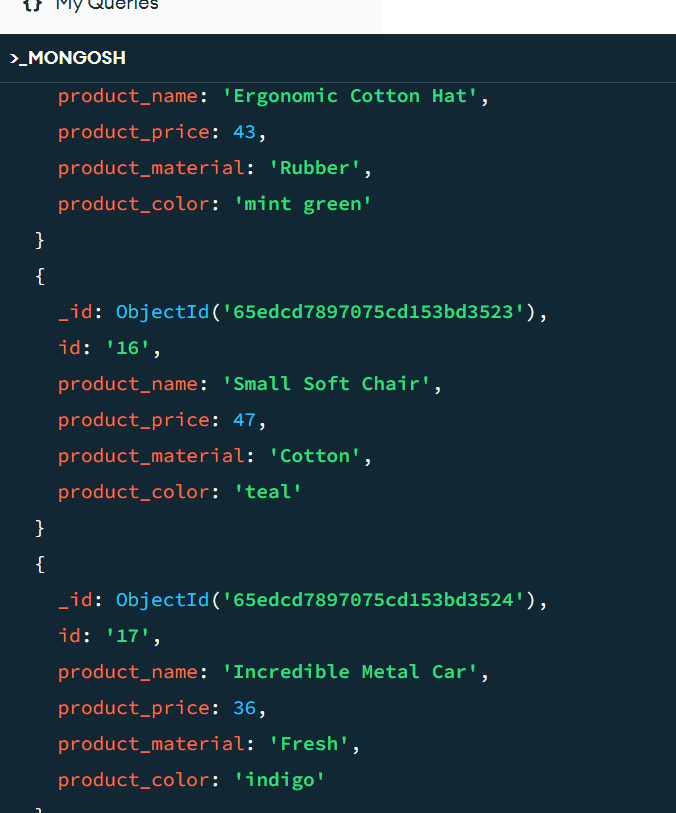 {} My Queries
>_MONGOSH
product_name: 'Ergonomic Cotton Hat',
product_price: 43,
product_material: 'Rubber',
product_color: 'mint green'
}
{
_id: ObjectId('65edcd7897075cd153bd3523'),
id: '16',
product_name: 'Small Soft Chair',
product_price: 47,
product_material: 'Cotton',
product_color: 'teal'
}
{
_id: ObjectId('65edcd7897075cd153bd3524'),
id: '17',
product_name: 'Incredible Metal Car',
product_price: 36,
product_material: 'Fresh',
product_color: 'indigo'
}